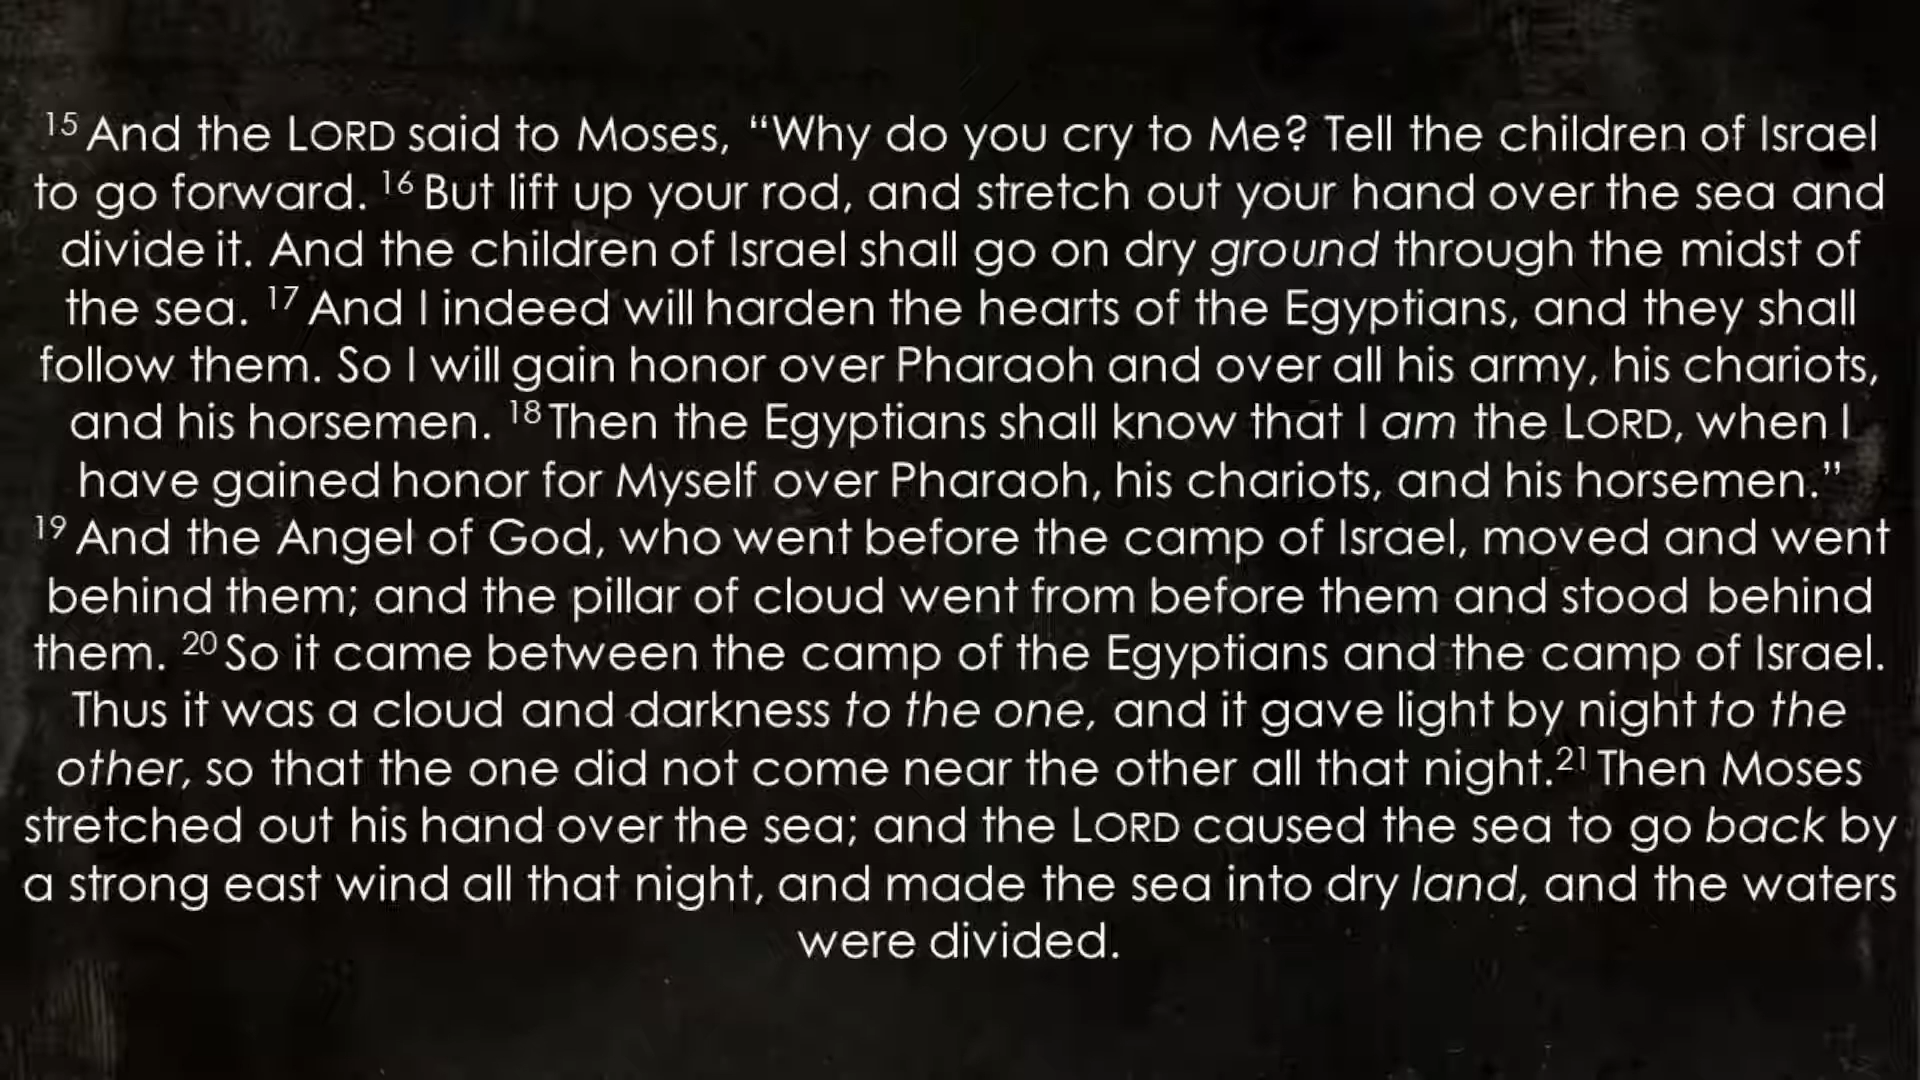 15 And the LORD said to Moses, “Why do you cry to Me? Tell the children of Israel
to go forward. 16 But lift up your rod, and stretch out your hand over the sea and
divide it. And the children of Israel shall go on dry ground through the midst of
the sea. 17 And I indeed will harden the hearts of the Egyptians, and they shall
follow them. So I will gain honor over Pharaoh and over all his army, his chariots,
and his horsemen. 18 Then the Egyptians shall know that I am the LORD, when I
have gained honor for Myself over Pharaoh, his chariots, and his horsemen.”
19 And the Angel of God, who went before the camp of Israel, moved and went
behind them; and the pillar of cloud went from before them and stood behind
them. 20 So it came between the camp of the Egyptians and the camp of Israel.
Thus it was a cloud and darkness to the one, and it gave light by night to the
other, so that the one did not come near the other all that night.21 Then Moses
stretched out his hand over the sea; and the LORD caused the sea to go back by
a strong east wind all that night, and made the sea into dry land, and the waters
were divided.